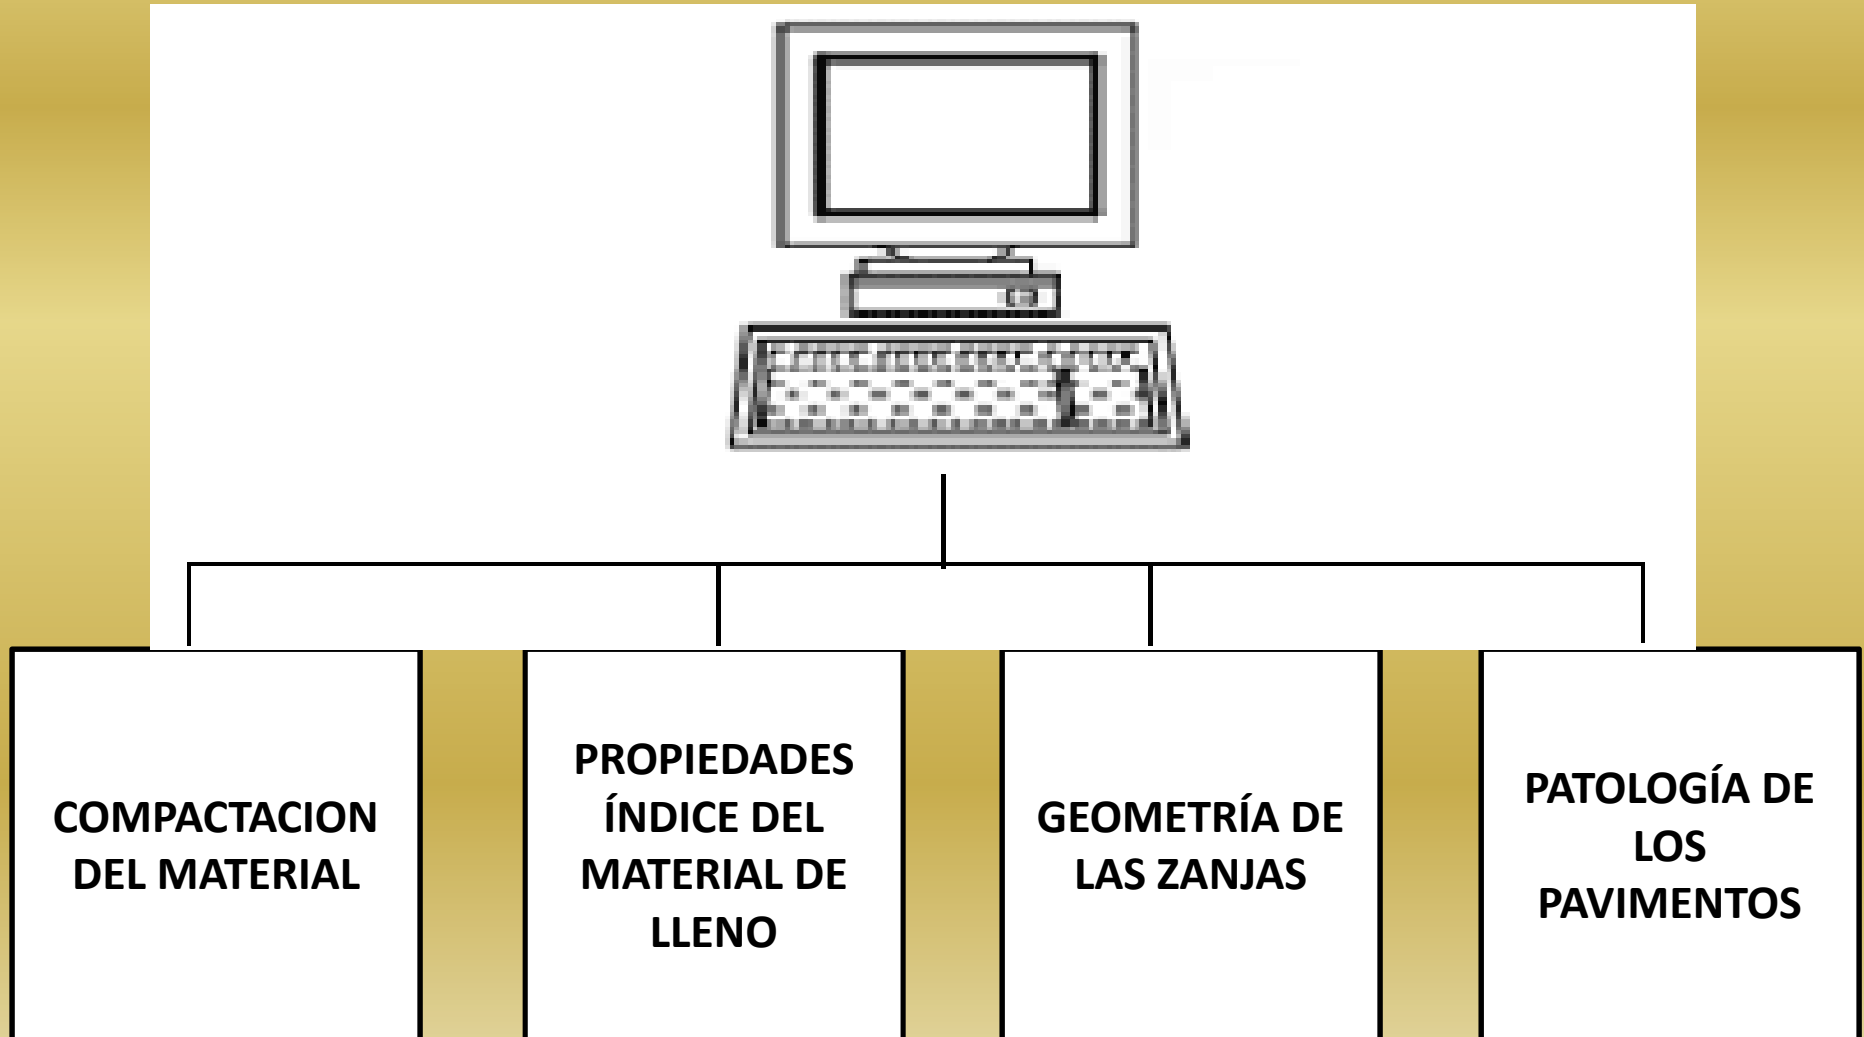 COMPACTACION
DEL MATERIAL
PROPIEDADES
ÍNDICE DEL
MATERIAL DE
LLENO
GEOMETRÍA DE
LAS ZANJAS
PATOLOGÍA DE
LOS
PAVIMENTOS